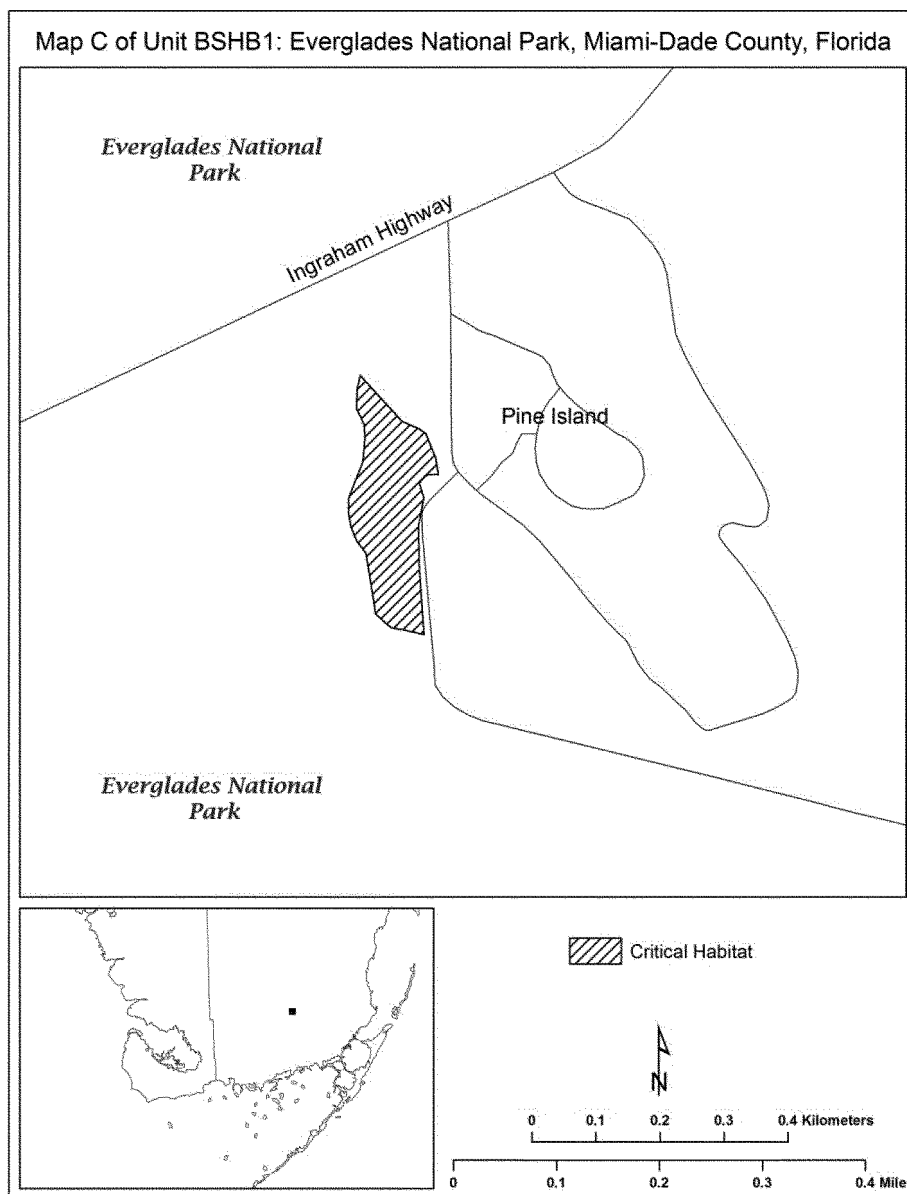 Map C of Unit BSHB1: Everglades National Park, Miami-Dade County, Florida
Everglades National
Park
Ingraham Highway
Pine Island
Everglades National
Park
Critical Habitat
N
0 0.1 0.2 0.3 0.4 Kilometers
0 0.1 0.2 0.3 0.4 Mile